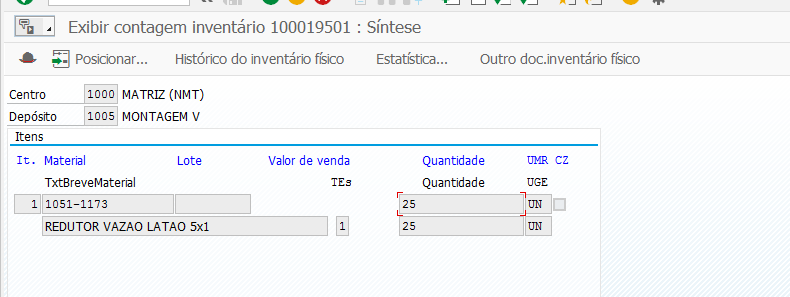 Exibir contagem inventário 100019501 : Síntese
Posicionar... Histórico do inventário físico Estatística... Outro doc.inventário físico
Centro 1000 MATRIZ (NMT)
Depósito 1005 MONTAGEM V
Itens
It. Material Lote Valor de venda Quantidade UMR CZ
TxtBreveMaterial TEs Quantidade UGE
1 1051-1173 25 UN
REDUTOR VAZAO LATAO 5x1 1 25 UN